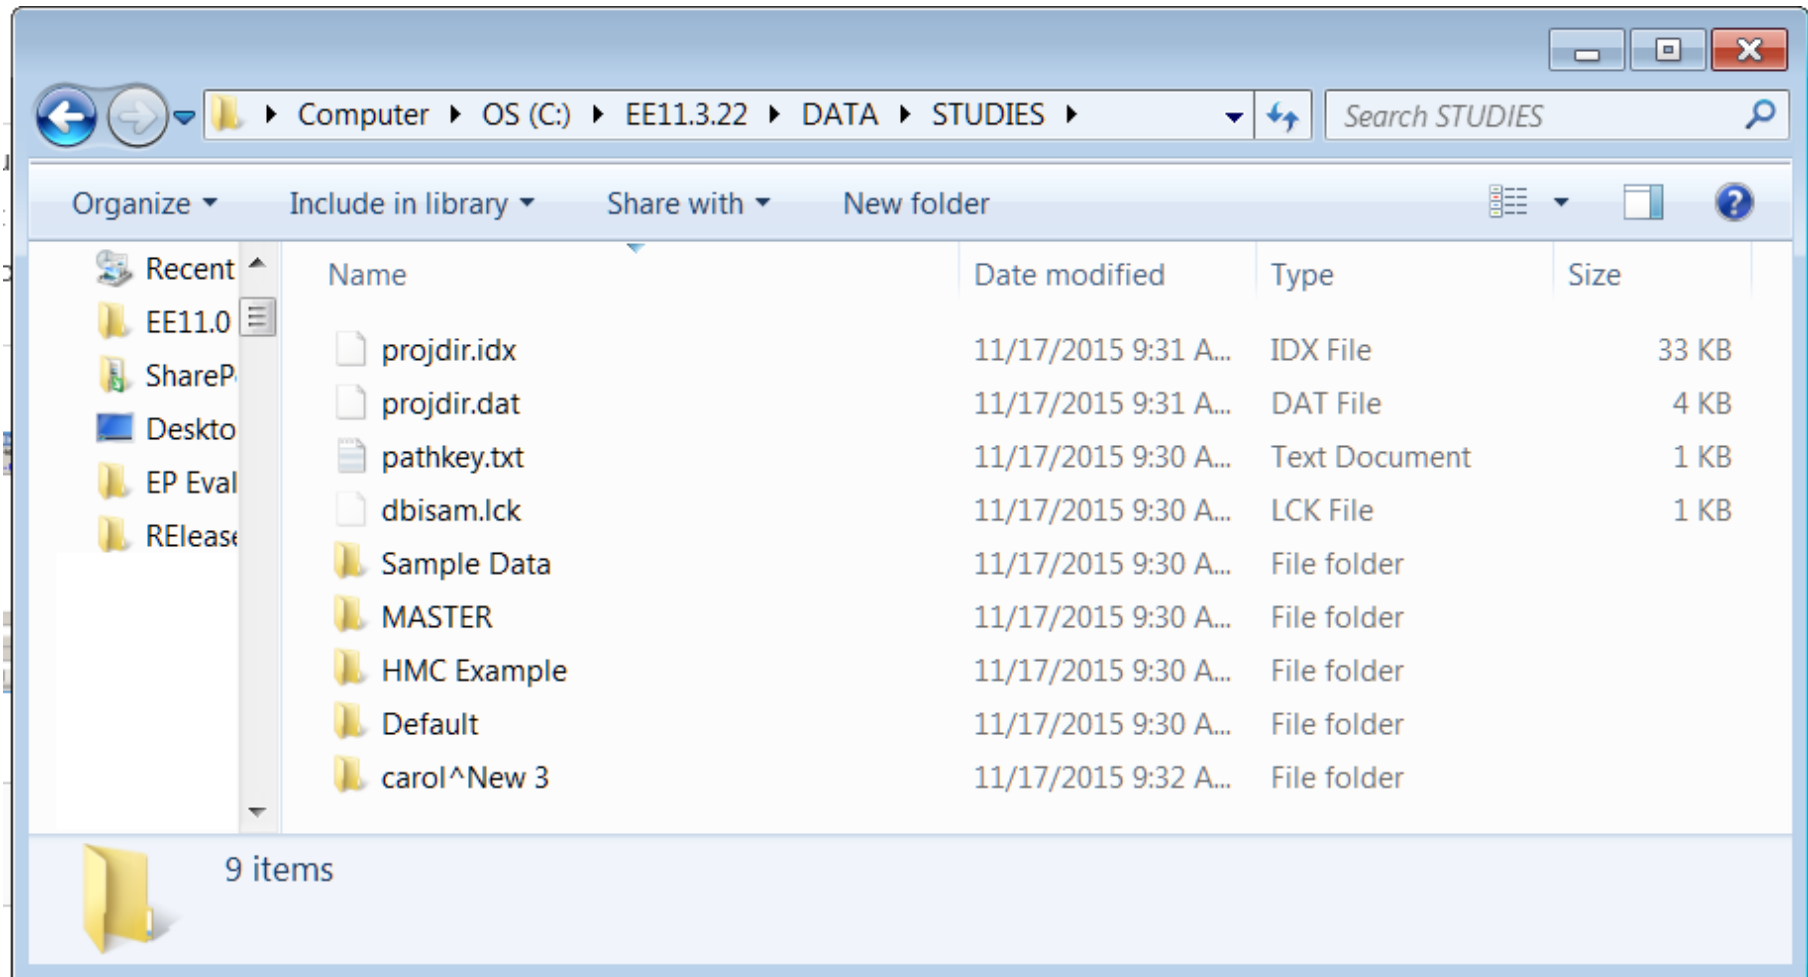 Computer OS (C:) EE11.3.22 DATA STUDIES Search STUDIES
Organize Include in library Share with New folder
Recent
EE11.0
ShareP
Deskto
EP Eval
RElease
Name Date modified Type Size
projdir.idx 11/17/2015 9:31 A... IDX File 33 KB
projdir.dat 11/17/2015 9:31 A... DAT File 4 KB
pathkey.txt 11/17/2015 9:30 A... Text Document 1 KB
dbisam.lck 11/17/2015 9:30 A... LCK File 1 KB
Sample Data 11/17/2015 9:30 A... File folder
MASTER 11/17/2015 9:30 A... File folder
HMC Example 11/17/2015 9:30 A... File folder
Default 11/17/2015 9:30 A... File folder
carol^New 3 11/17/2015 9:32 A... File folder
9 items